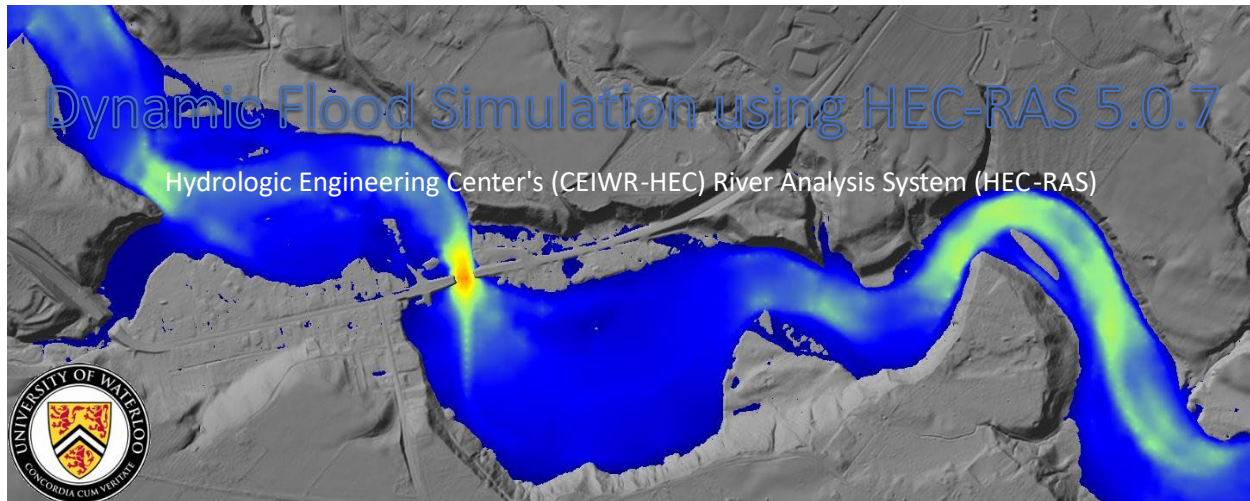 Dynamic Flood Simulation using HEC-RAS 5.0.7
Hydrologic Engineering Center's (CEIWR-HEC) River Analysis System (HEC-RAS)
UNIVERSITY OF WATERLOO
CONCORDIA CUM VERITATE